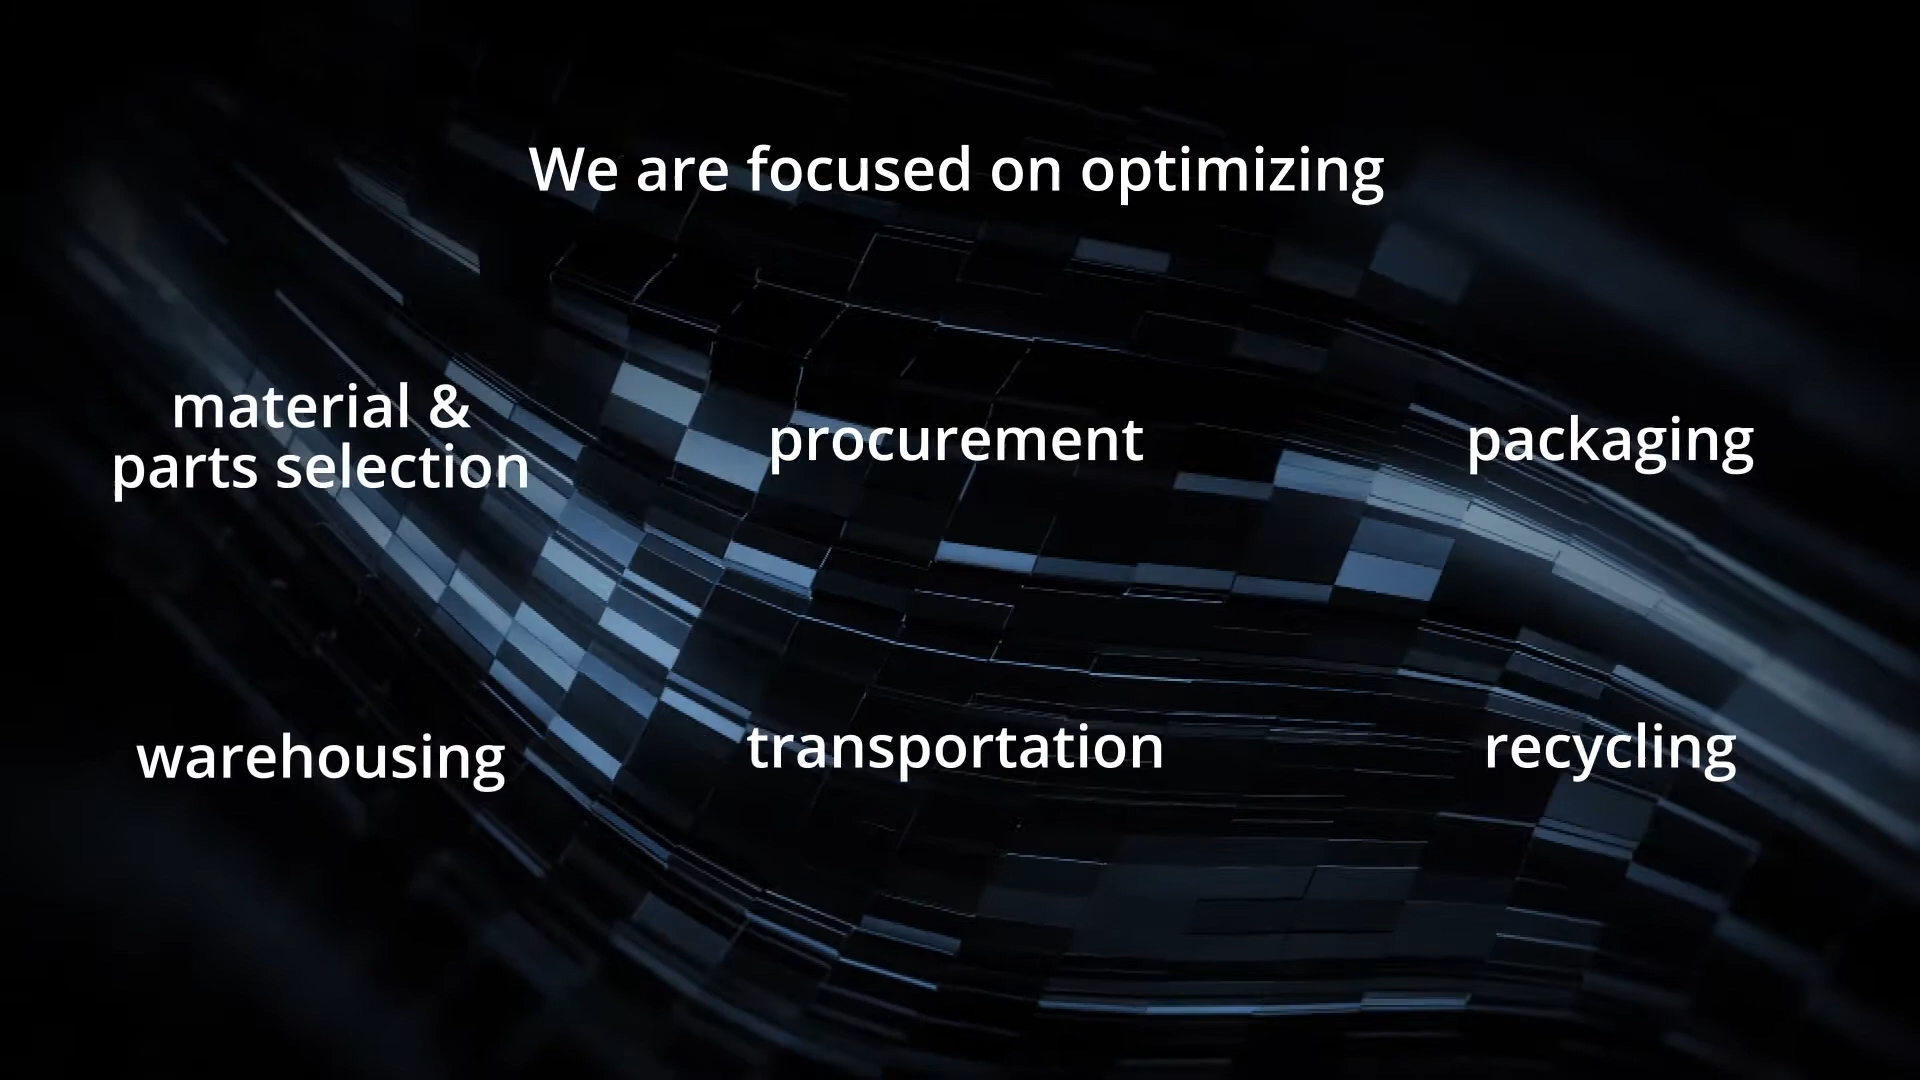 We are focused on optimizing
material &
parts selection
procurement
packaging
warehousing
transportation
recycling